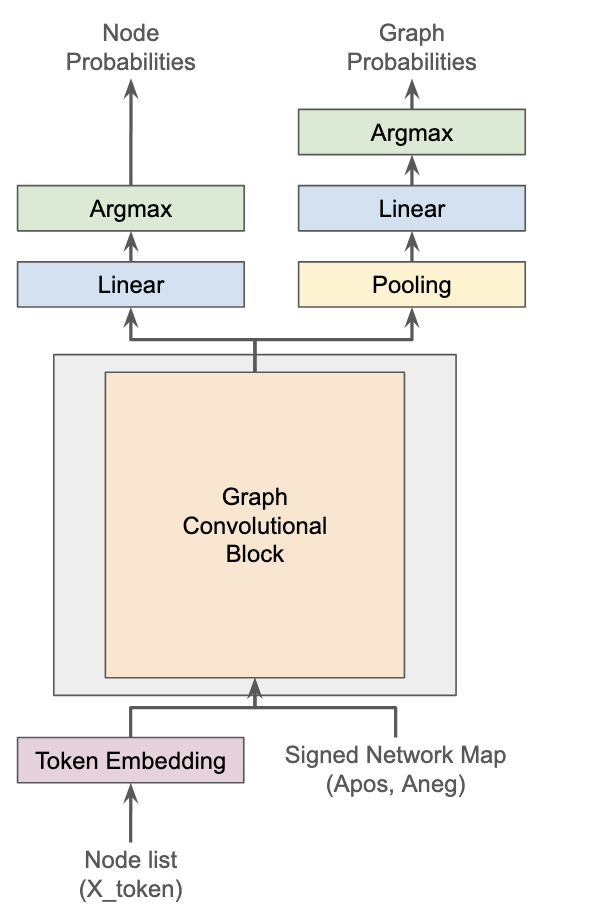 Node
Probabilities
Graph
Probabilities
Argmax
Argmax
Linear
Linear
Pooling
Graph
Convolutional
Block
Token Embedding
Signed Network Map
(Apos, Aneg)
Node list
(X_token)